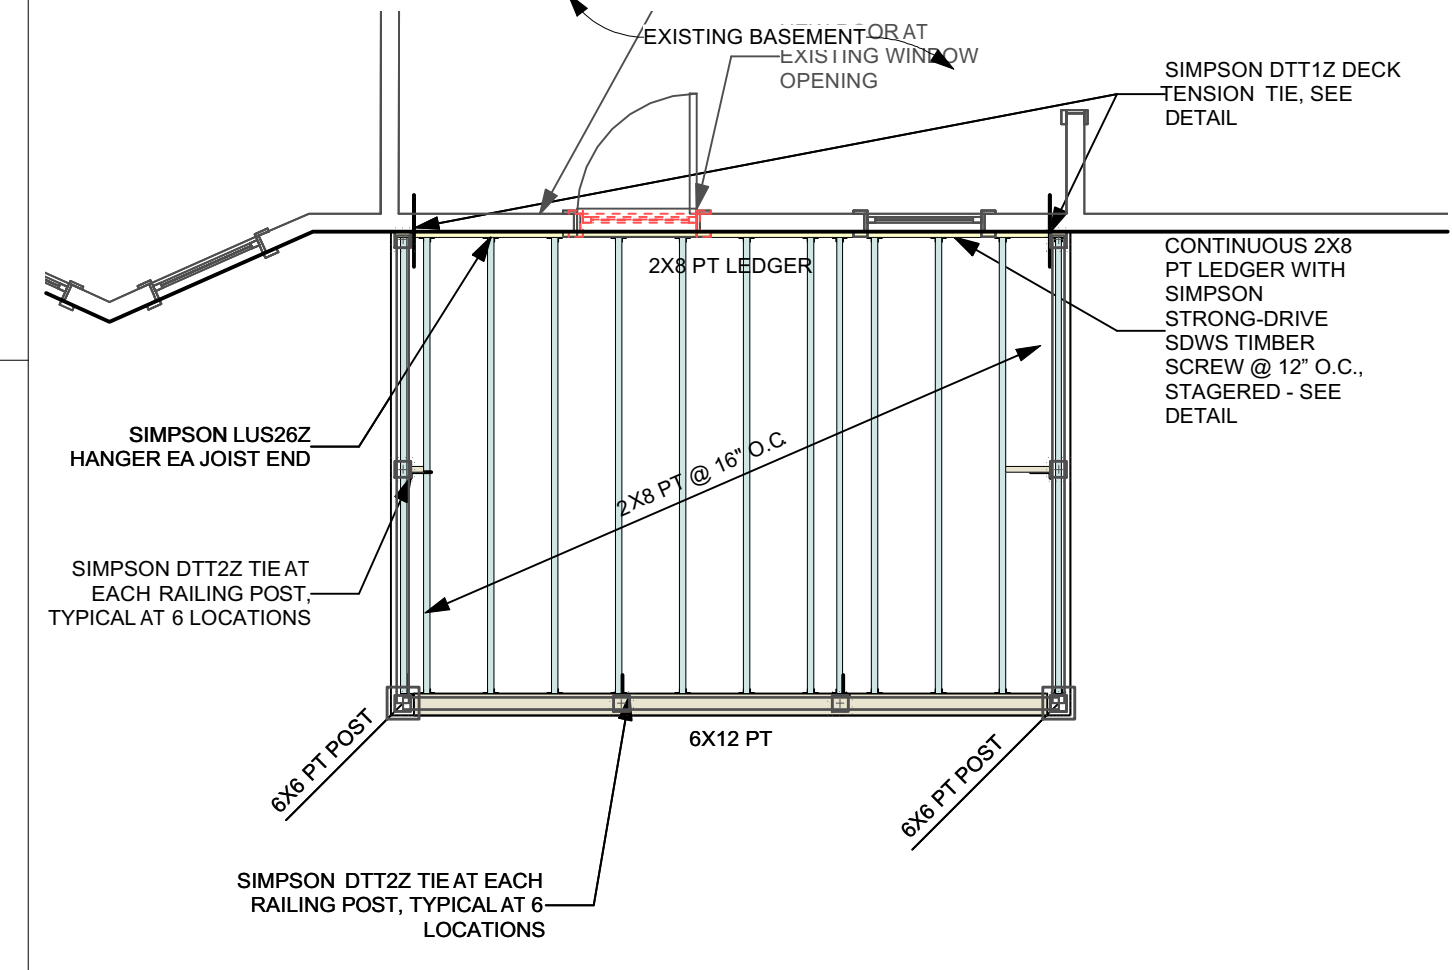 EXISTING BASEMENT
OR AT
EXISTING WINDOW
OPENING
SIMPSON DTT1Z DECK
TENSION TIE, SEE
DETAIL
2X8 PT LEDGER
CONTINUOUS 2X8
PT LEDGER WITH
SIMPSON
STRONG-DRIVE
SDWS TIMBER
SCREW @ 12” O.C.,
STAGERED - SEE
DETAIL
SIMPSON LUS26Z
HANGER EA JOIST END
2X8 PT @ 16" O.C.
SIMPSON DTT2Z TIE AT
EACH RAILING POST,
TYPICAL AT 6 LOCATIONS
6X6 PT POST
6X12 PT
6X6 PT POST
SIMPSON DTT2Z TIE AT EACH
RAILING POST, TYPICAL AT 6
LOCATIONS